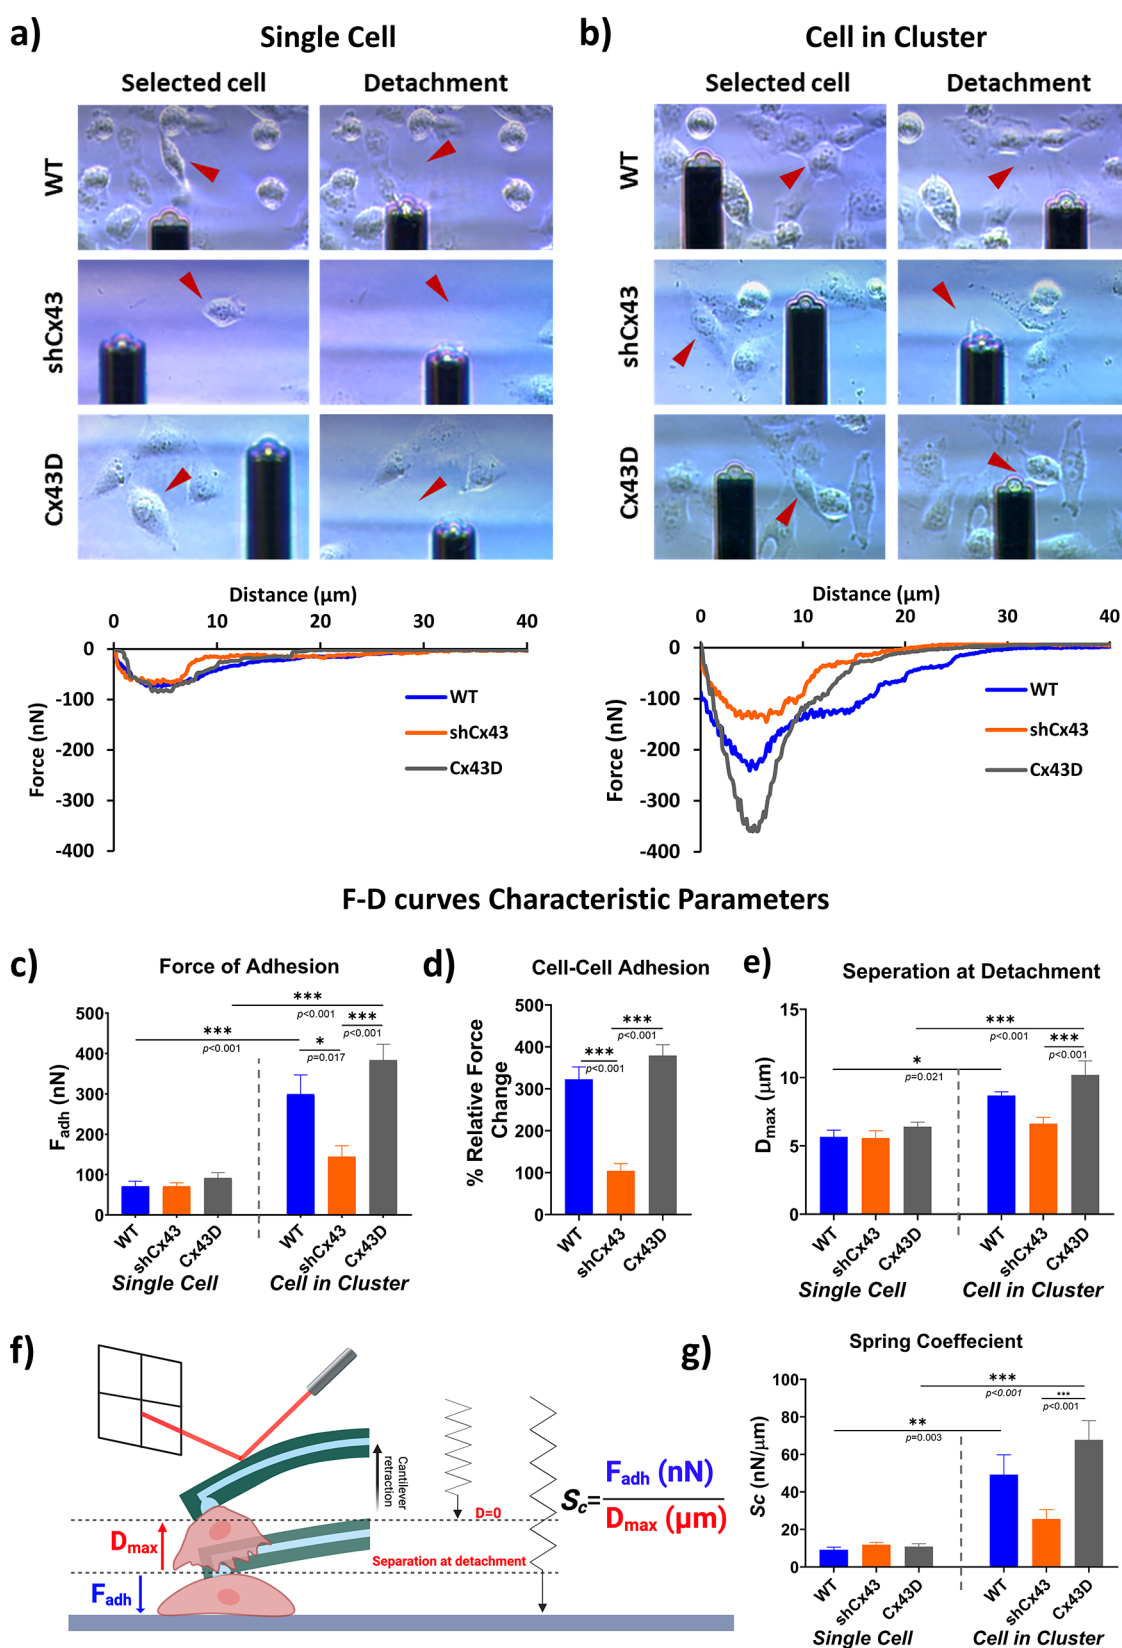 a)
Single Cell
Selected cell
Detachment
WT
shCx43
Cx43D
Distance (µm)
0 10 20 30 40
0
-100
-200
-300
-400
Force (nN)
WT
shCx43
Cx43D
b)
Cell in Cluster
Selected cell
Detachment
WT
shCx43
Cx43D
Distance (µm)
0 10 20 30 40
0
-100
-200
-300
-400
Force (nN)
WT
shCx43
Cx43D
F-D curves Characteristic Parameters
c)
Force of Adhesion
Fadh (nN)
500
400
300
200
100
0
***
p<0.001
***
p<0.001
*
p=0.017
***
p<0.001
WT shCx43 Cx43D WT shCx43 Cx43D
Single Cell Cell in Cluster
d)
Cell-Cell Adhesion
% Relative Force
Change
500
400
300
200
100
0
***
p<0.001
***
p<0.001
WT shCx43 Cx43D
e)
Seperation at Detachment
Dmax (µm)
15
10
5
0
***
p<0.001
***
p<0.001
*
p=0.021
WT shCx43 Cx43D WT shCx43 Cx43D
Single Cell Cell in Cluster
f)
Cantilever
retraction
D=0
Dmax
Separation at detachment
Fadh
Sc= Fadh (nN)
Dmax (µm)
g)
Spring Coeffecient
Sc (nN/µm)
100
80
60
40
20
0
***
p<0.001
***
p<0.001
**
p=0.003
WT shCx43 Cx43D WT shCx43 Cx43D
Single Cell Cell in Cluster